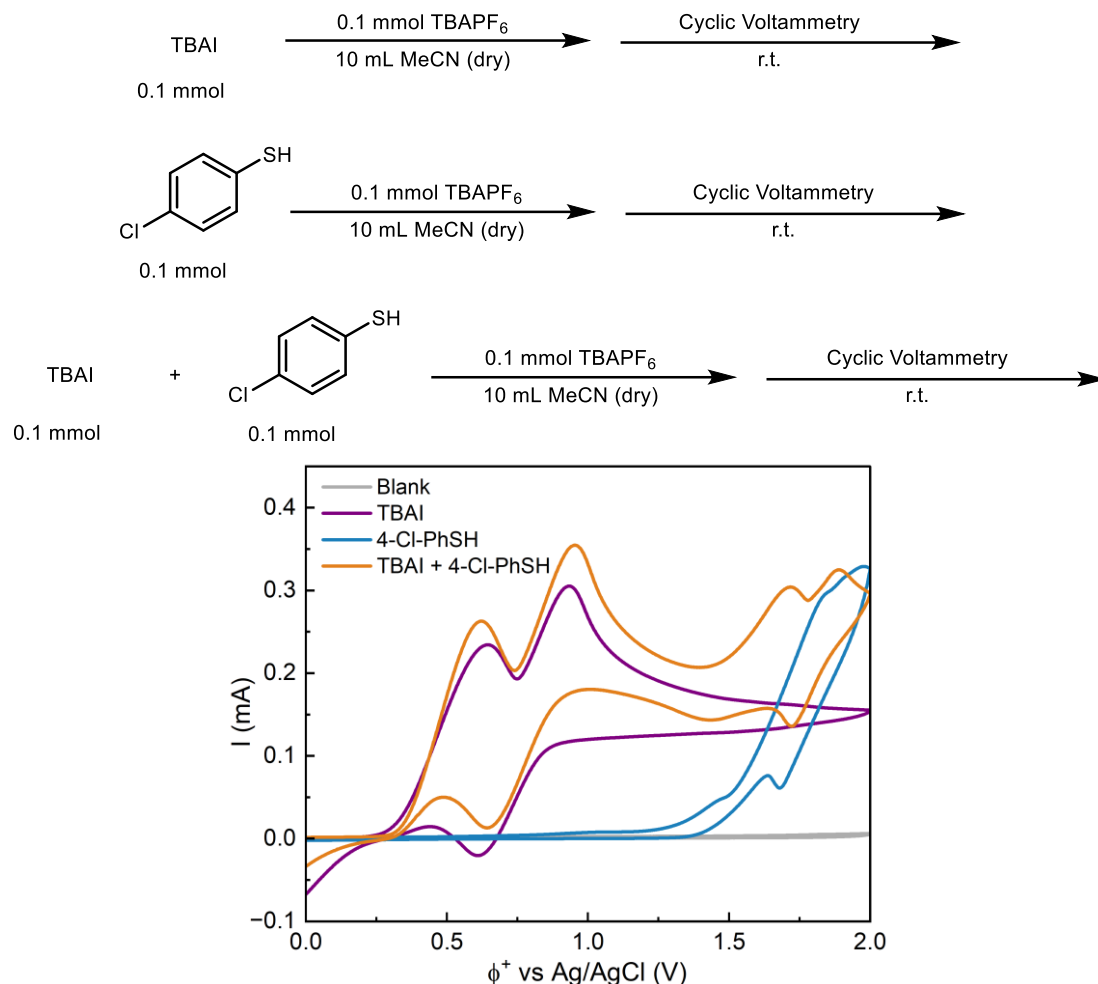 TBAI
0.1 mmol
0.1 mmol TBAPF6
10 mL MeCN (dry)
Cyclic Voltammetry
r.t.
SH
Cl
0.1 mmol
0.1 mmol TBAPF6
10 mL MeCN (dry)
Cyclic Voltammetry
r.t.
TBAI
0.1 mmol
+
SH
Cl
0.1 mmol
0.1 mmol TBAPF6
10 mL MeCN (dry)
Cyclic Voltammetry
r.t.
Blank
TBAI
4-Cl-PhSH
TBAI + 4-Cl-PhSH
I (mA)
0.4
0.3
0.2
0.1
0.0
−0.1
0.0 0.5 1.0 1.5 2.0
ϕ+ vs Ag/AgCl (V)